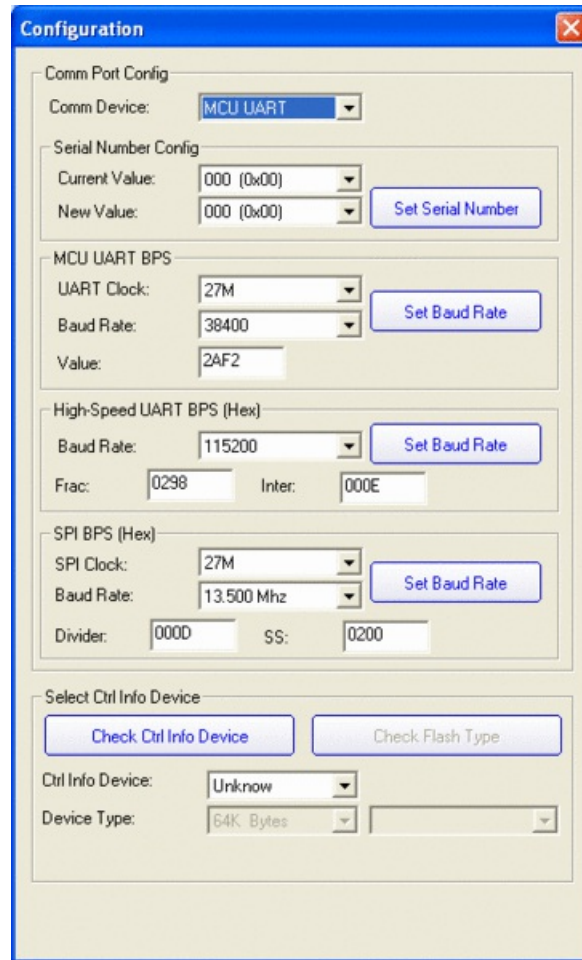 Configuration
Comm Port Config
Comm Device: MCU UART
Serial Number Config
Current Value: 000 (0x00)
New Value: 000 (0x00) Set Serial Number
MCU UART BPS
UART Clock: 27M
Set Baud Rate
Baud Rate: 38400
Value: 2AF2
High-Speed UART BPS (Hex)
Baud Rate: 115200 Set Baud Rate
Frac: 0298 Inter: 000E
SPI BPS (Hex)
SPI Clock: 27M
Set Baud Rate
Baud Rate: 13.500 Mhz
Divider: 000D SS: 0200
Select Ctrl Info Device
Check Ctrl Info Device Check Flash Type
Ctrl Info Device: Unknow
Device Type: 64K Bytes